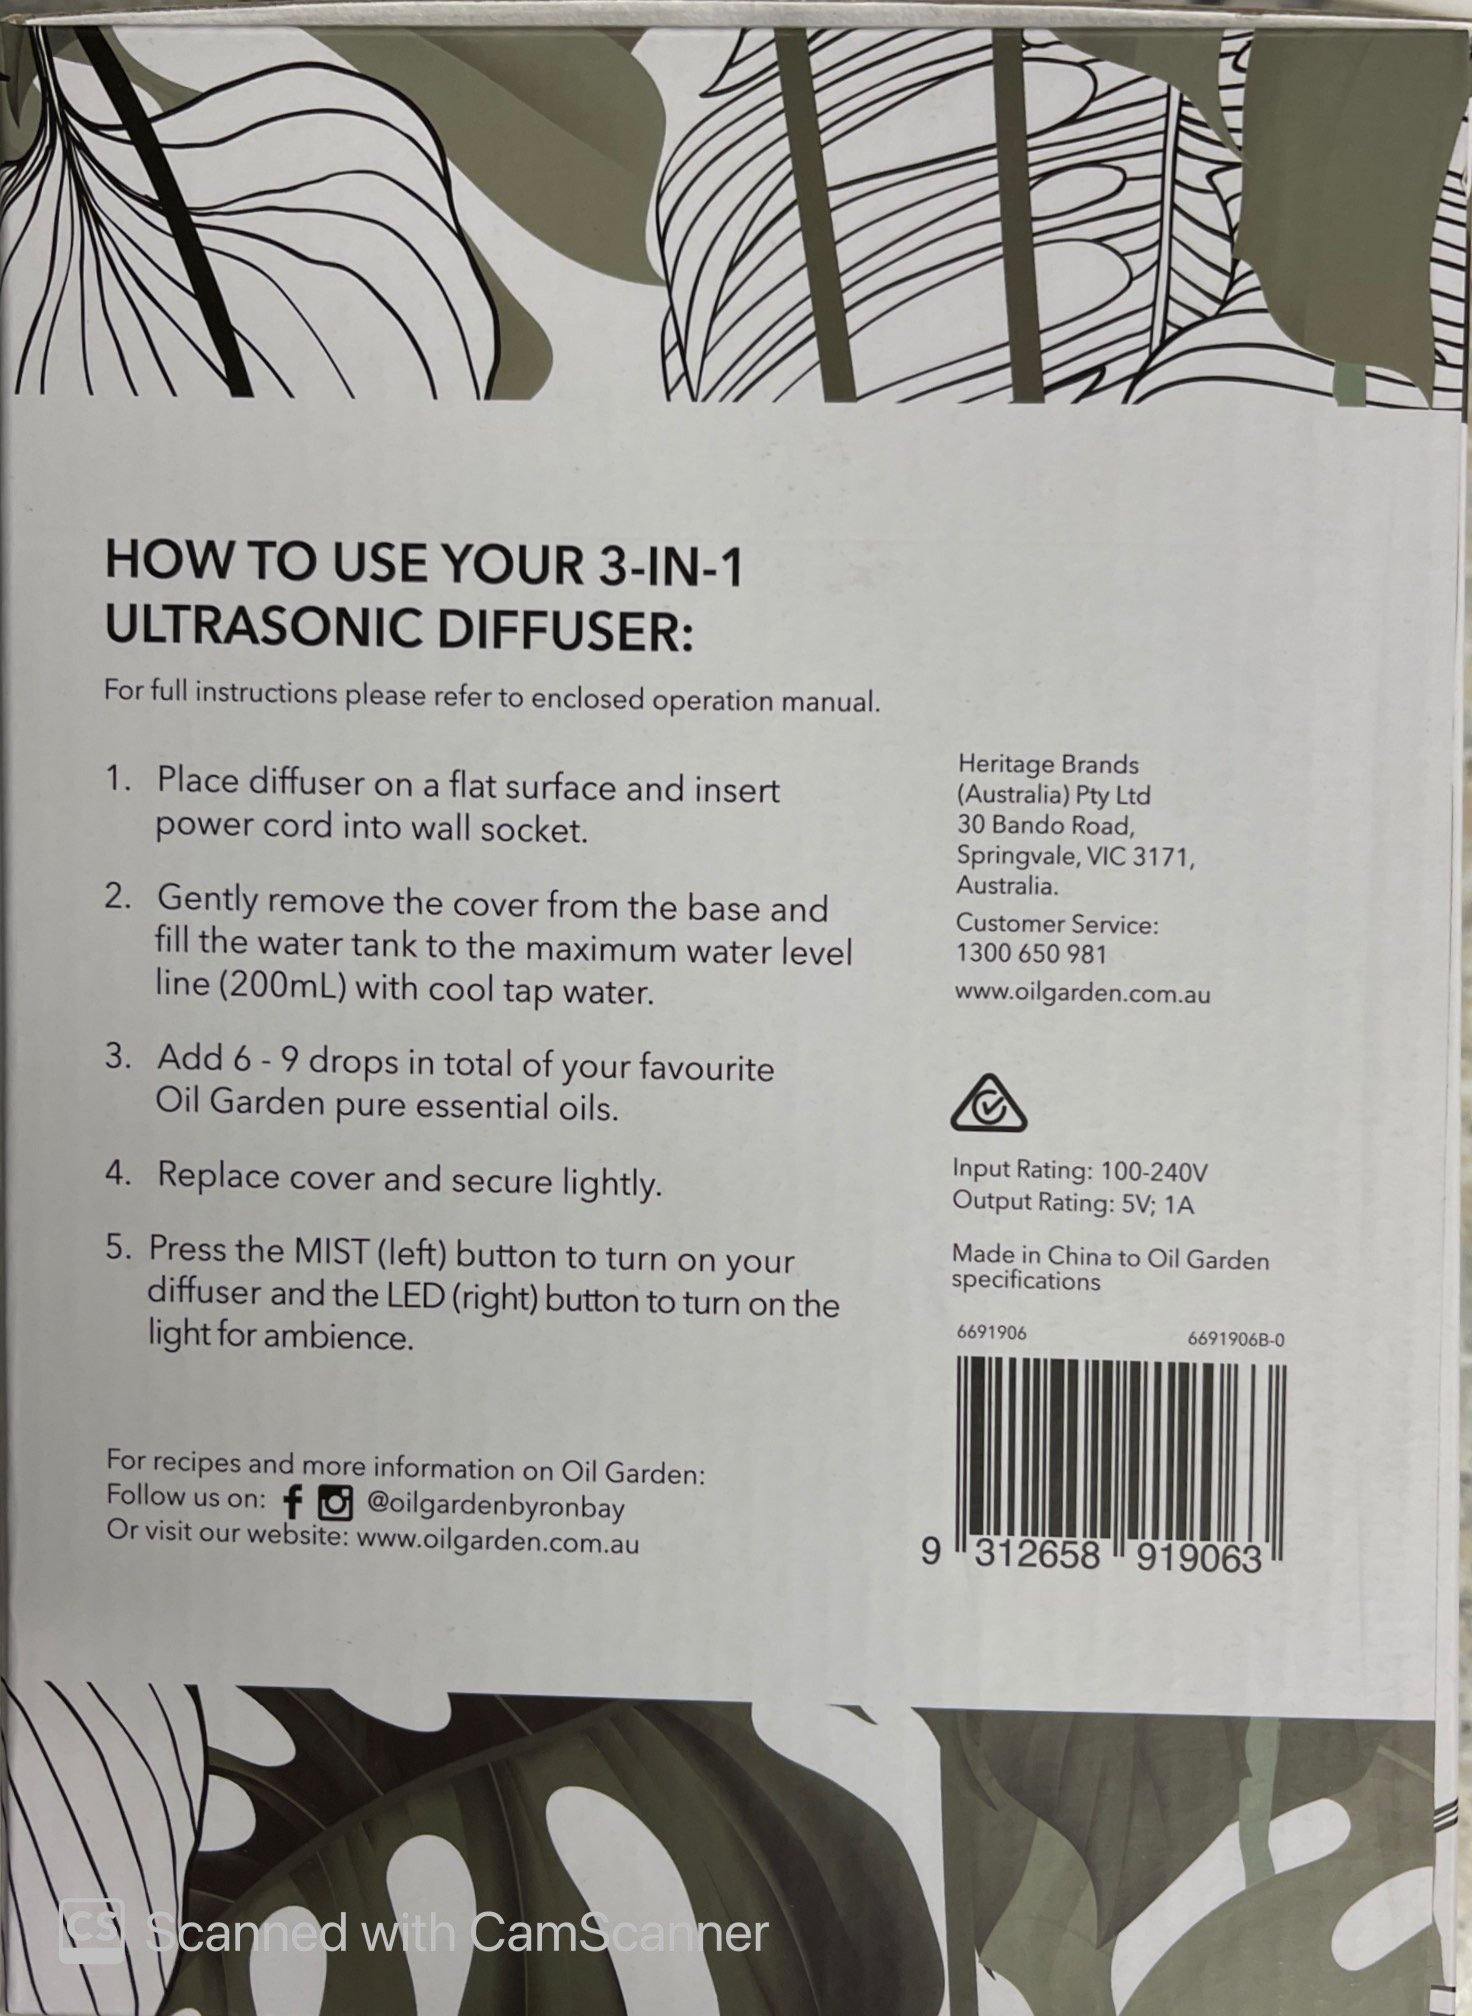 HOW TO USE YOUR 3-IN-1
ULTRASONIC DIFFUSER:
For full instructions please refer to enclosed operation manual.
1. Place diffuser on a flat surface and insert
power cord into wall socket.
2. Gently remove the cover from the base and
fill the water tank to the maximum water level
line (200mL) with cool tap water.
3. Add 6 - 9 drops in total of your favourite
Oil Garden pure essential oils.
4. Replace cover and secure lightly.
5. Press the MIST (left) button to turn on your
diffuser and the LED (right) button to turn on the
light for ambience.
For recipes and more information on Oil Garden:
Follow us on: @oilgardenbyronbay
Or visit our website: www.oilgarden.com.au
Heritage Brands
(Australia) Pty Ltd
30 Bando Road,
Springvale, VIC 3171,
Australia.
Customer Service:
1300 650 981
www.oilgarden.com.au
Input Rating: 100-240V
Output Rating: 5V; 1A
Made in China to Oil Garden
specifications
6691906 6691906B-0
9 312658 919063
CS Scanned with CamScanner